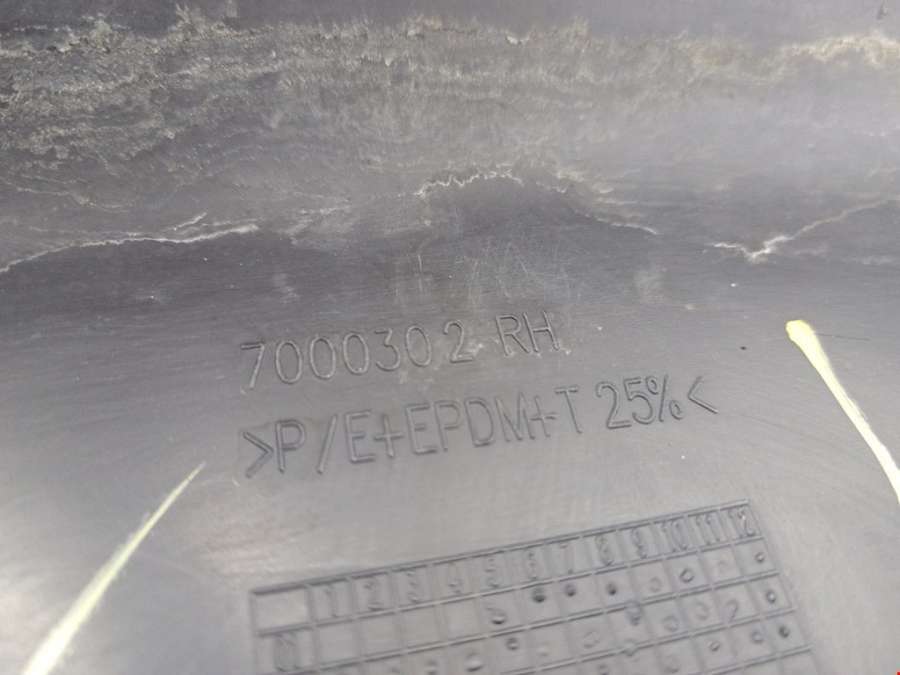 7000302 RH
>P/E+EPDM+T 25%<
1 2 3 4 5 6 7 8 9 10 11 12